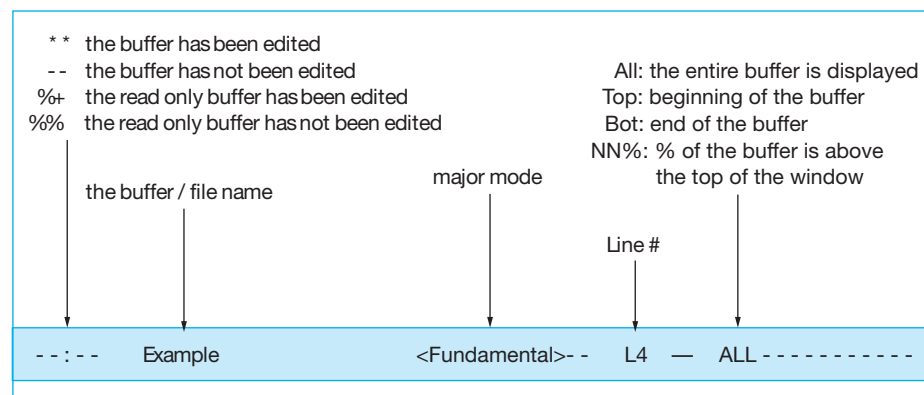 * * the buffer has been edited
- - the buffer has not been edited
%+ the read only buffer has been edited
%% the read only buffer has not been edited
All: the entire buffer is displayed
Top: beginning of the buffer
Bot: end of the buffer
NN%: % of the buffer is above
the top of the window
the buffer / file name
major mode
Line #
- - : - - Example <Fundamental>- - L4 — ALL - - - - - - - - - - -